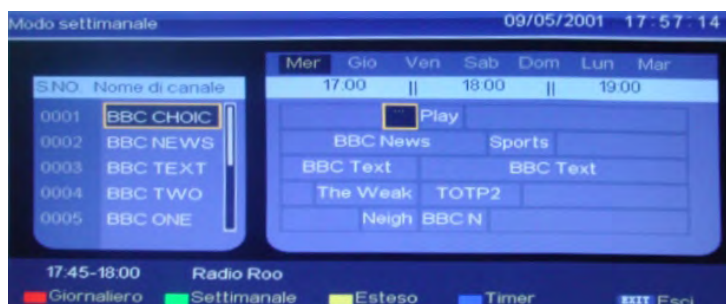 Modo settimanale 09/05/2001 17:57:14
Mer Gio Ven Sab Dom Lun Mar
S.NO. Nome di canale 17:00 || 18:00 || 19:00
0001 BBC CHOIC ... Play
0002 BBC NEWS BBC News Sports
0003 BBC TEXT BBC Text BBC Text
0004 BBC TWO The Weak TOTP2
0005 BBC ONE Neigh BBC N
17:45-18:00 Radio Roo
Giornaliero Settimanale Esteso Timer EXIT Esci